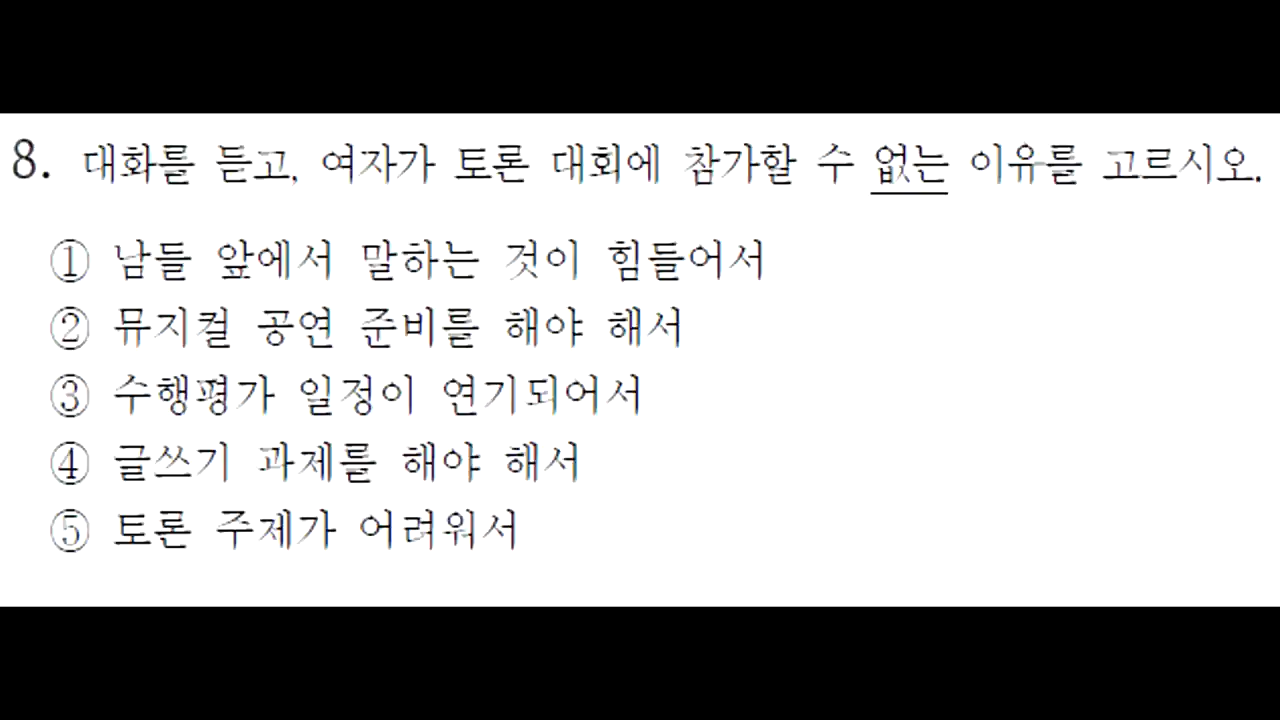 8. 대화를 듣고, 여자가 토론 대회에 참가할 수 없는 이유를 고르시오.
① 남들 앞에서 말하는 것이 힘들어서
② 뮤지컬 공연 준비를 해야 해서
③ 수행평가 일정이 연기되어서
④ 글쓰기 과제를 해야 해서
⑤ 토론 주제가 어려워서